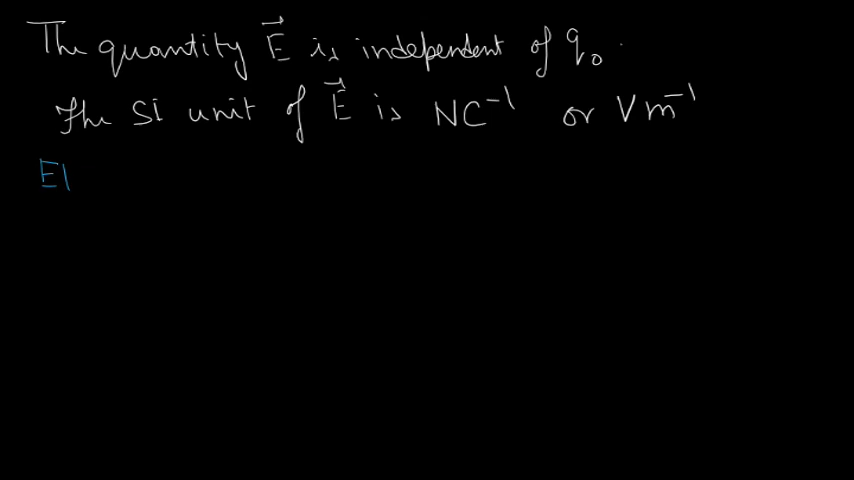 The quantity E⃗ is independent of q₀.
The SI unit of E⃗ is NC⁻¹ or Vm⁻¹
El